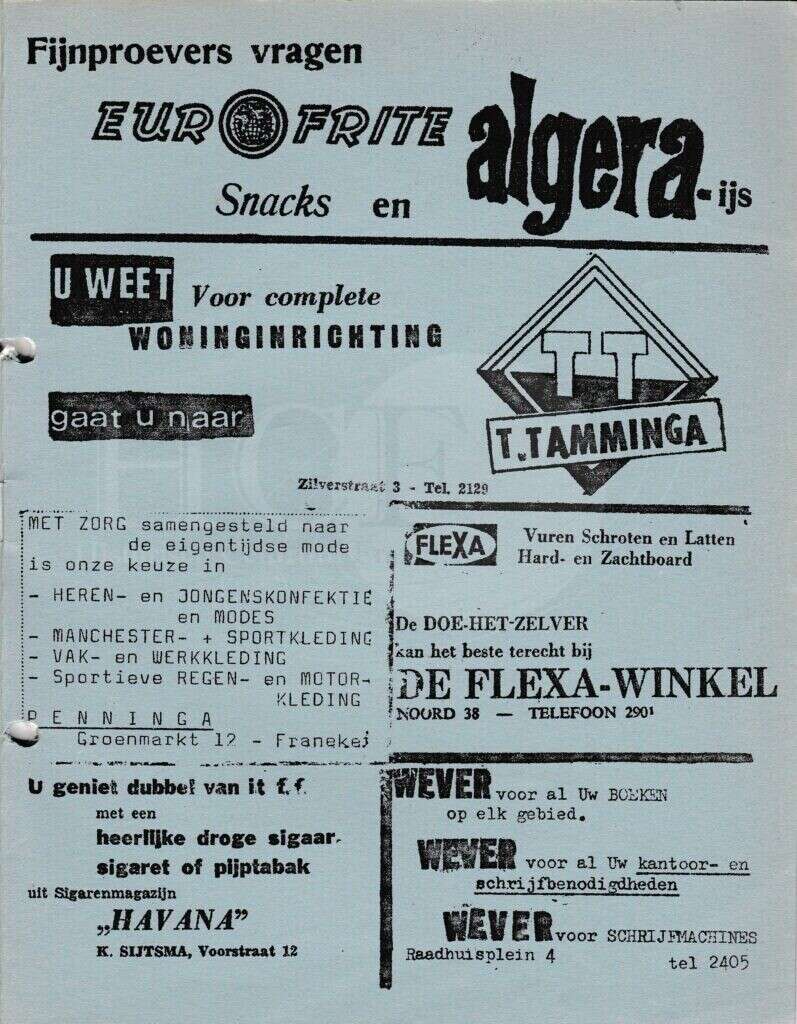 Fijnproevers vragen
EUROFRITE algera-ijs
Snacks en
U WEET Voor complete
WONINGINRICHTING
gaat u naar
TT
T.TAMMINGA
Zilverstraat 3 - Tel. 2129
MET ZORG samengesteld naar
de eigentijdse mode
is onze keuze in
- HEREN- en JONGENSKONFEKTIE
en MODES
- MANCHESTER- + SPORTKLEDING
- VAK- en WERKKLEDING
- Sportieve REGEN- en MOTOR-
KLEDING
PENNINGA
Groenmarkt 12 - Franeker
FLEXA Vuren Schroten en Latten
Hard- en Zachtboard
De DOE-HET-ZELVER
kan het beste terecht bij
DE FLEXA-WINKEL
NOORD 38 — TELEFOON 2901
U geniet dubbel van it f.f.
met een
heerlijke droge sigaar,
sigaret of pijptabak
uit Sigarenmagazijn
„HAVANA”
K. SIJTSMA, Voorstraat 12
WEVER voor al Uw BOEKEN
op elk gebied.
WEVER voor al Uw kantoor- en
schrijfbenodigdheden
WEVER voor SCHRIJFMACHINES
Raadhuisplein 4 tel 2405